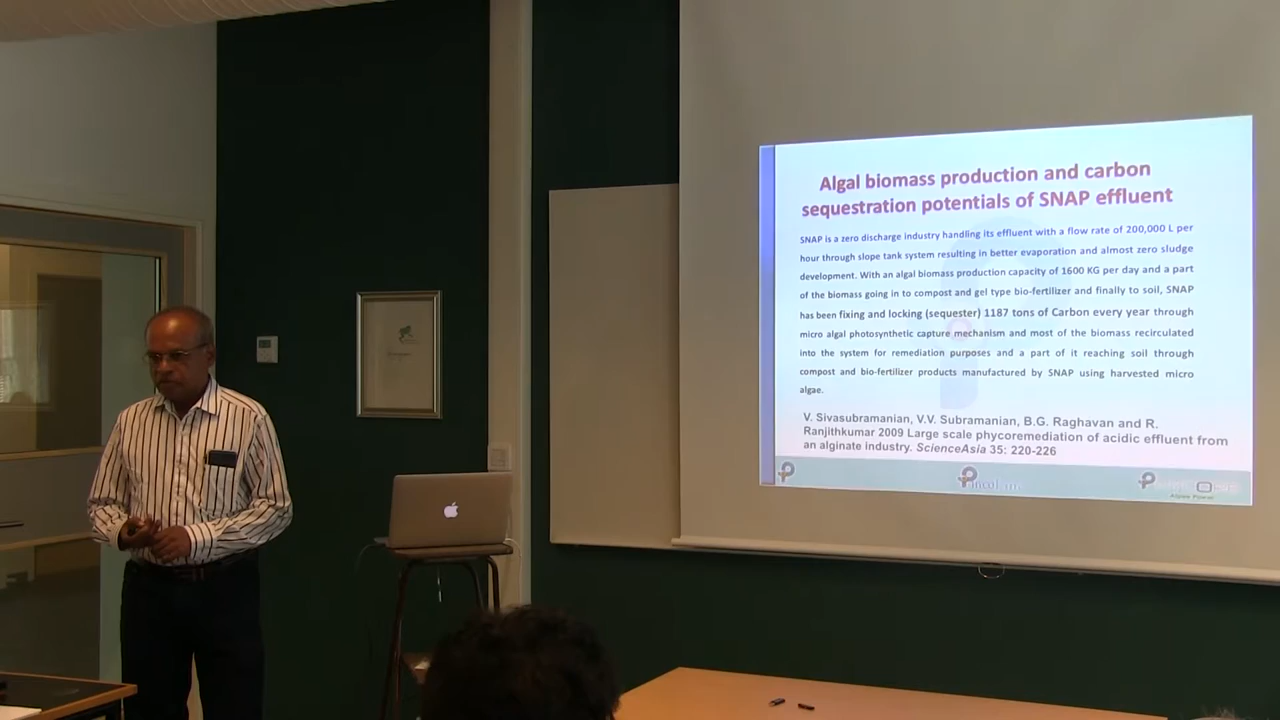 Algal biomass production and carbon
sequestration potentials of SNAP effluent
SNAP is a zero discharge industry handling its effluent with a flow rate of 200,000 L per
hour through slope tank system resulting in better evaporation and almost zero sludge
development. With an algal biomass production capacity of 1600 KG per day and a part
of the biomass going in to compost and gel type bio-fertilizer and finally to soil, SNAP
has been fixing and locking (sequester) 1187 tons of Carbon every year through
micro algal photosynthetic capture mechanism and most of the biomass recirculated
into the system for remediation purposes and a part of it reaching soil through
compost and bio-fertilizer products manufactured by SNAP using harvested micro
algae.
V. Sivasubramanian, V.V. Subramanian, B.G. Raghavan and R.
Ranjithkumar 2009 Large scale phycoremediation of acidic effluent from
an alginate industry. ScienceAsia 35: 220-226